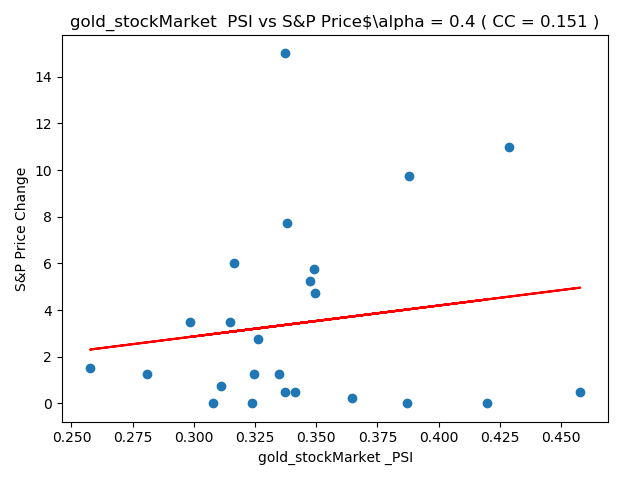 gold_stockMarket  PSI vs S&P Price$\alpha = 0.4 ( CC = 0.151 )
14
12
10
8
6
4
2
0
S&P Price Change
0.250 0.275 0.300 0.325 0.350 0.375 0.400 0.425 0.450
gold_stockMarket _PSI